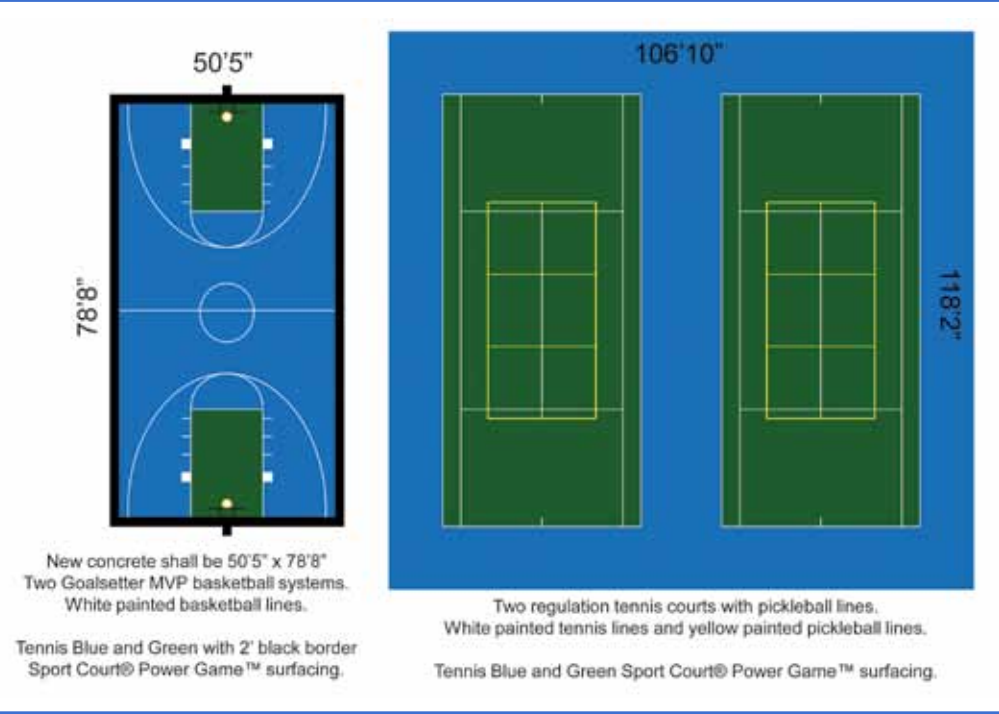 50'5"
106'10"
78'8"
118'2"
New concrete shall be 50'5" x 78'8"
Two Goalsetter MVP basketball systems.
White painted basketball lines.
Tennis Blue and Green with 2' black border
Sport Court® Power Game™ surfacing.
Two regulation tennis courts with pickleball lines.
White painted tennis lines and yellow painted pickleball lines.
Tennis Blue and Green Sport Court® Power Game™ surfacing.